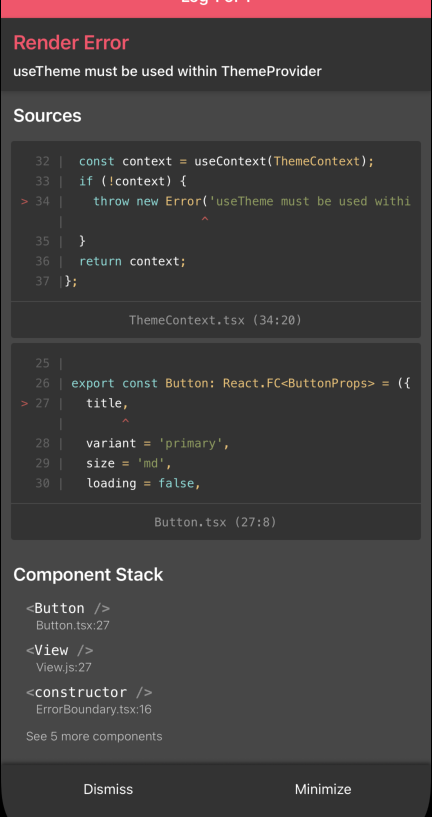 Render Error
useTheme must be used within ThemeProvider
Sources
32 | const context = useContext(ThemeContext);
33 | if (!context) {
> 34 | throw new Error('useTheme must be used withi
| ^
35 | }
36 | return context;
37 |};
ThemeContext.tsx (34:20)
25 |
26 | export const Button: React.FC<ButtonProps> = ({
> 27 | title,
| ^
28 | variant = 'primary',
29 | size = 'md',
30 | loading = false,
Button.tsx (27:8)
Component Stack
<Button />
Button.tsx:27
<View />
View.js:27
<constructor />
ErrorBoundary.tsx:16
See 5 more components
Dismiss
Minimize